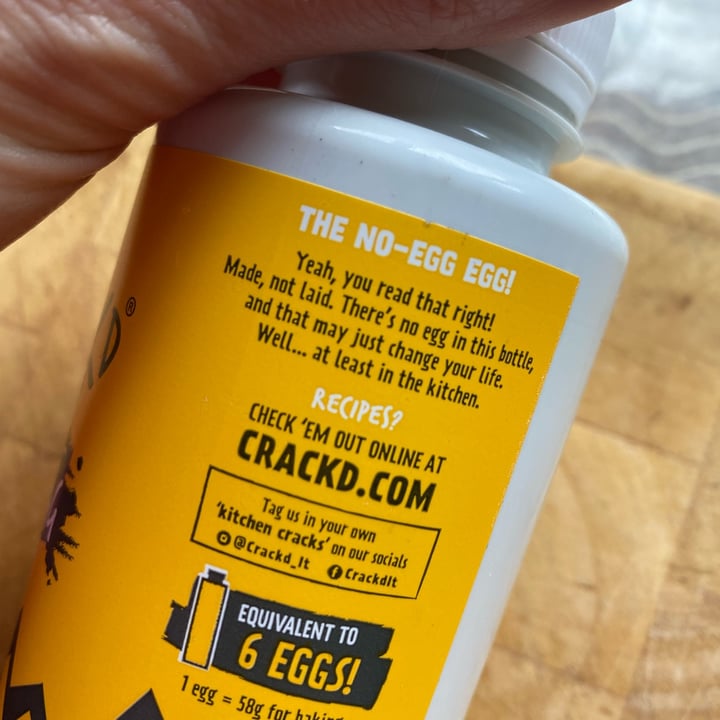 THE NO-EGG EGG!
Yeah, you read that right!
Made, not laid. There's no egg in this bottle,
and that may just change your life.
Well... at least in the kitchen.
RECIPES?
CHECK 'EM OUT ONLINE AT
CRACKD.COM
Tag us in your own
'kitchen cracks' on our socials
@Crackd_It CrackdIt
EQUIVALENT TO
6 EGGS!
1 egg = 58g for baking